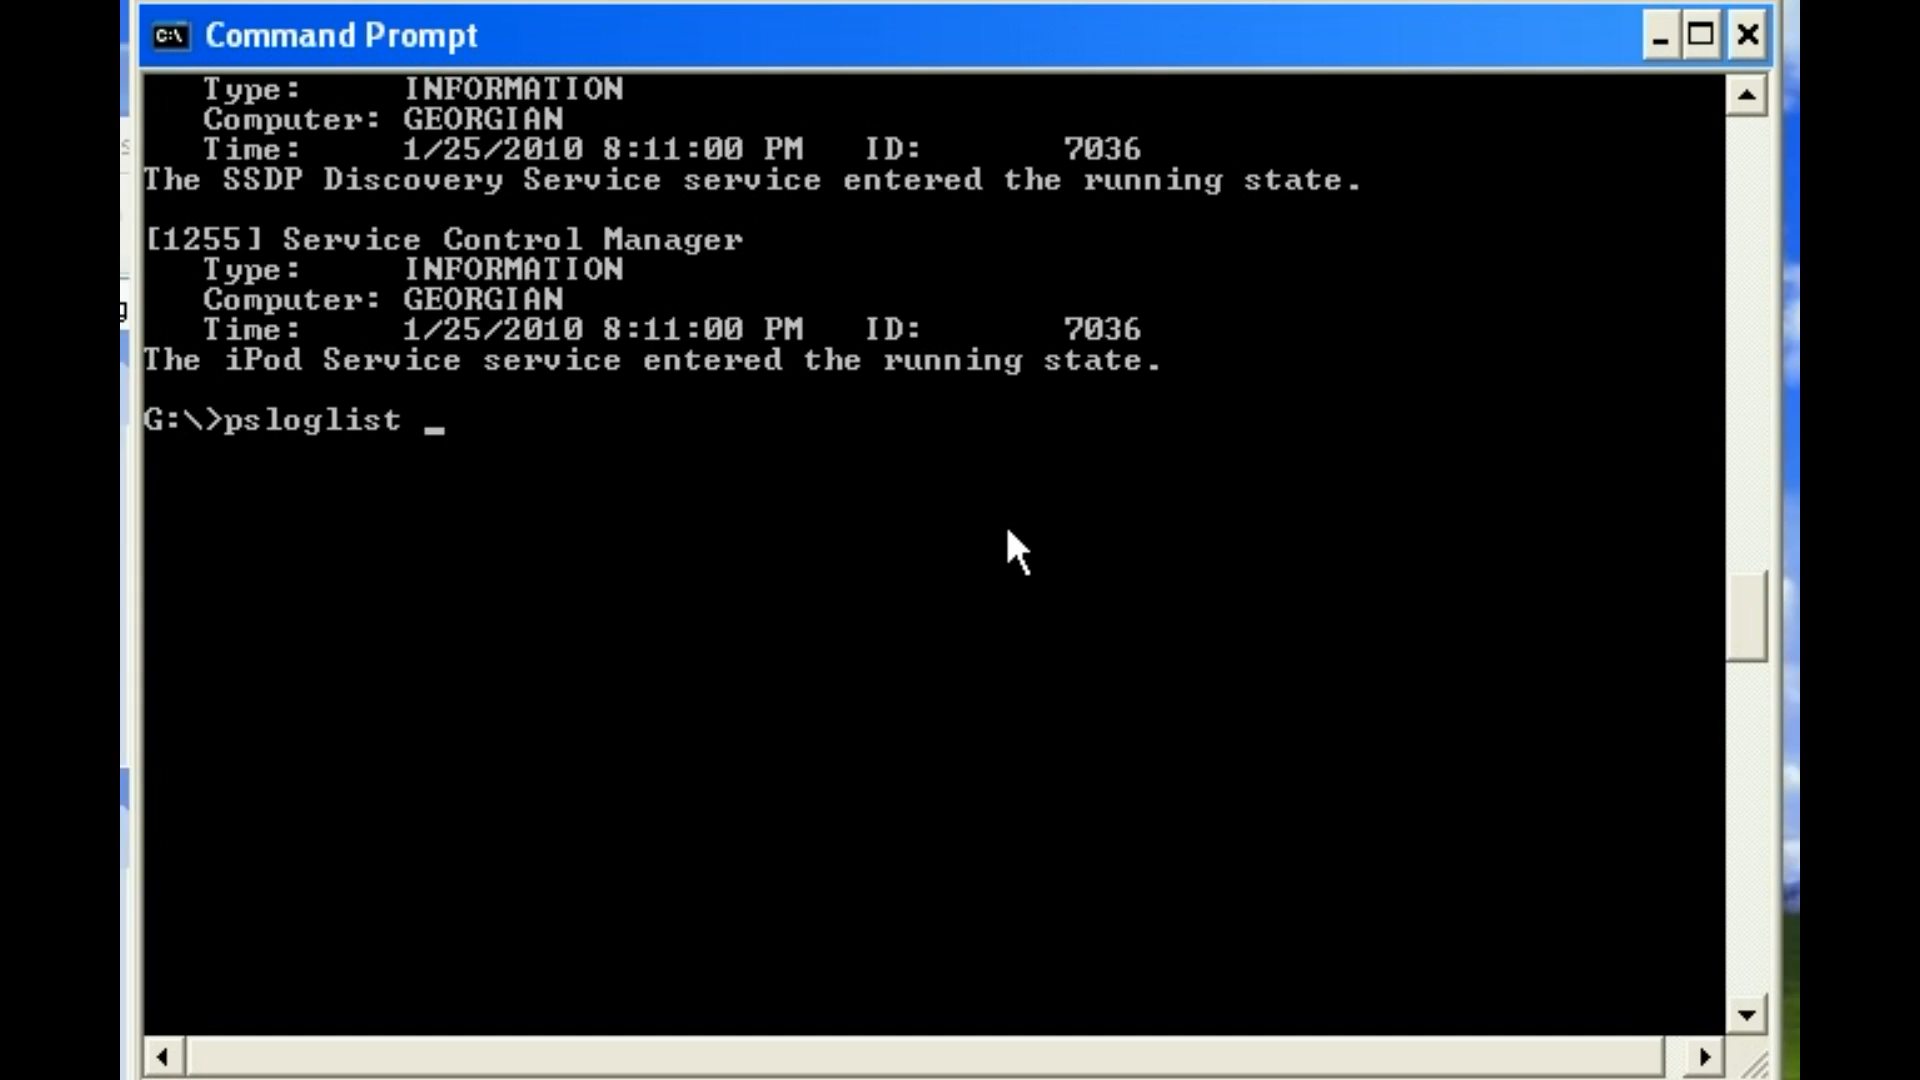 Command Prompt
Type: INFORMATION
Computer: GEORGIAN
Time: 1/25/2010 8:11:00 PM ID: 7036
The SSDP Discovery Service service entered the running state.
[1255] Service Control Manager
Type: INFORMATION
Computer: GEORGIAN
Time: 1/25/2010 8:11:00 PM ID: 7036
The iPod Service service entered the running state.
G:\>psloglist _